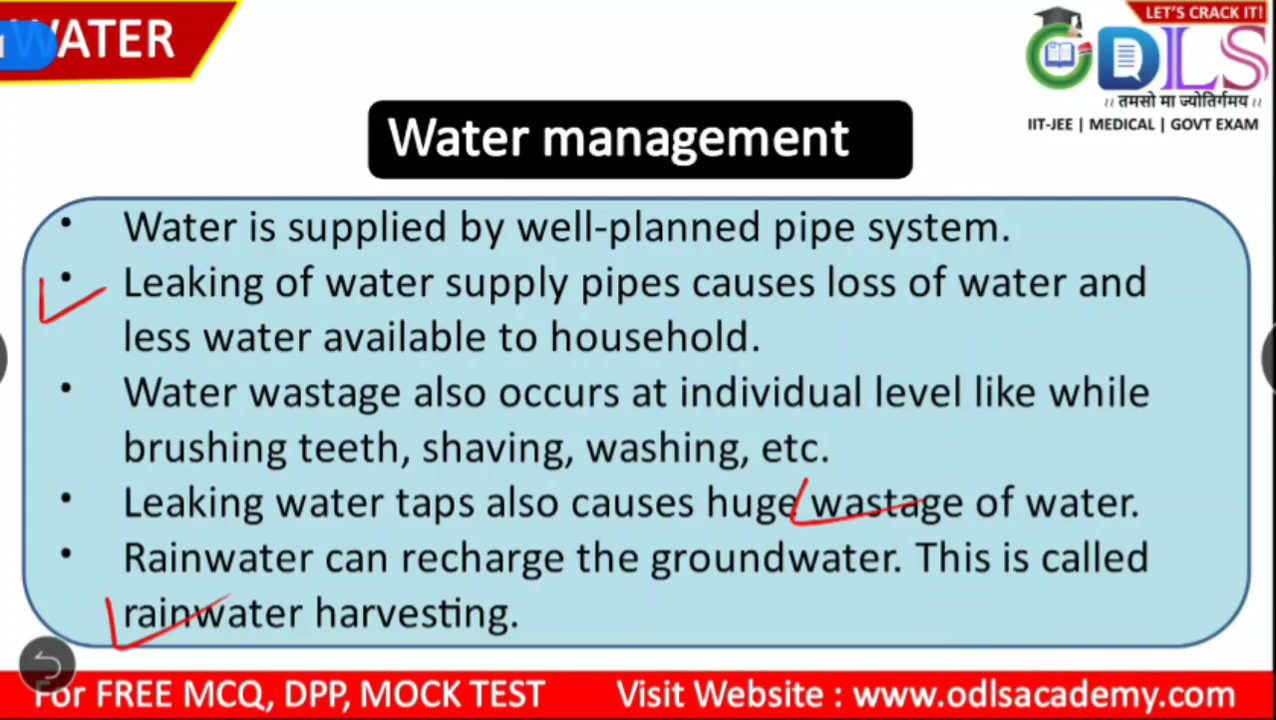 WATER
LET'S CRACK IT!
DLS
।। तमसो मा ज्योतिर्गमय ।।
IIT-JEE | MEDICAL | GOVT EXAM
Water management
• Water is supplied by well-planned pipe system.
• Leaking of water supply pipes causes loss of water and
less water available to household.
• Water wastage also occurs at individual level like while
brushing teeth, shaving, washing, etc.
• Leaking water taps also causes huge wastage of water.
• Rainwater can recharge the groundwater. This is called
rainwater harvesting.
For FREE MCQ, DPP, MOCK TEST Visit Website : www.odlsacademy.com